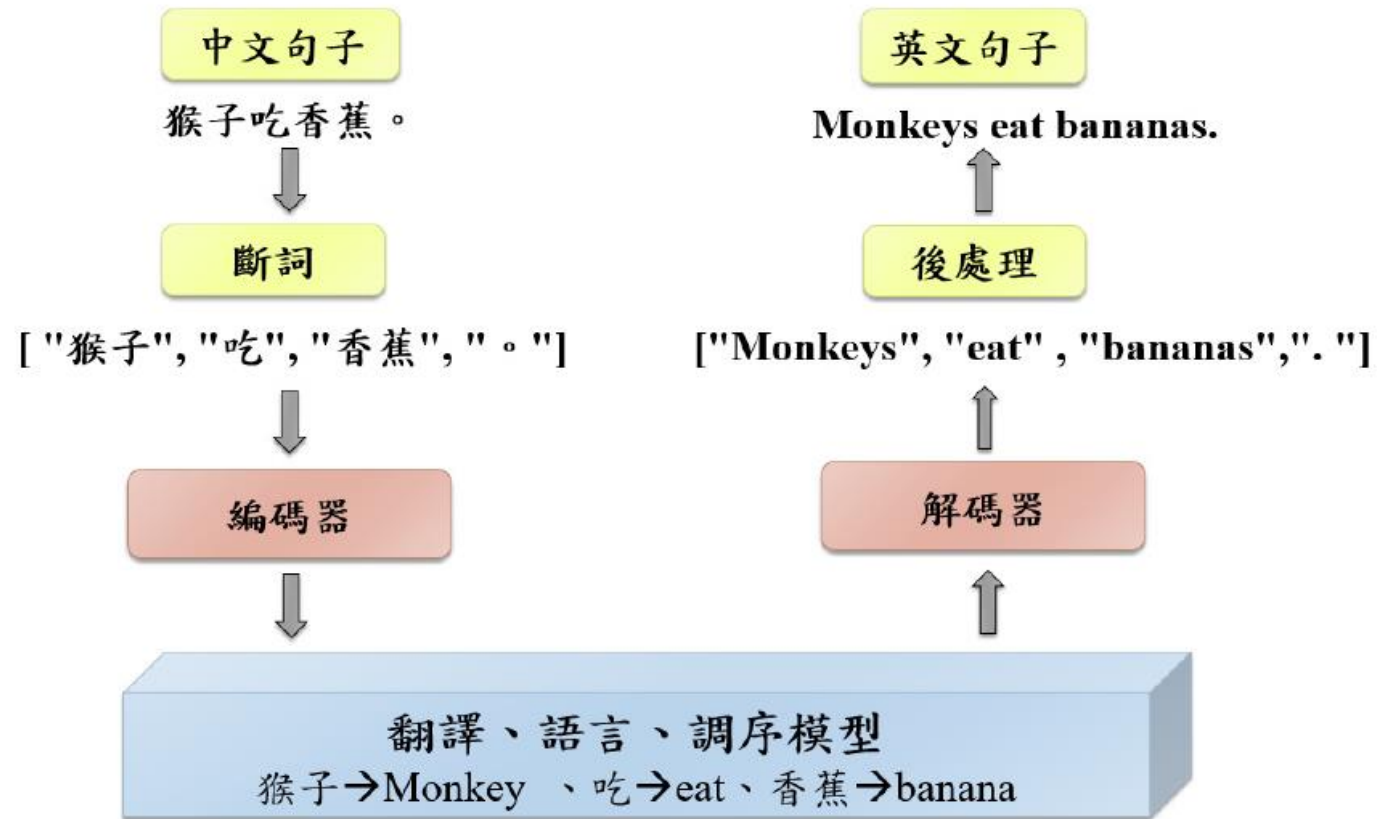 中文句子
猴子吃香蕉。
斷詞
[ "猴子", "吃", "香蕉", "。"]
編碼器
英文句子
Monkeys eat bananas.
後處理
["Monkeys", "eat" , "bananas",". "]
解碼器
翻譯、語言、調序模型
猴子→Monkey 、吃→eat、香蕉→banana